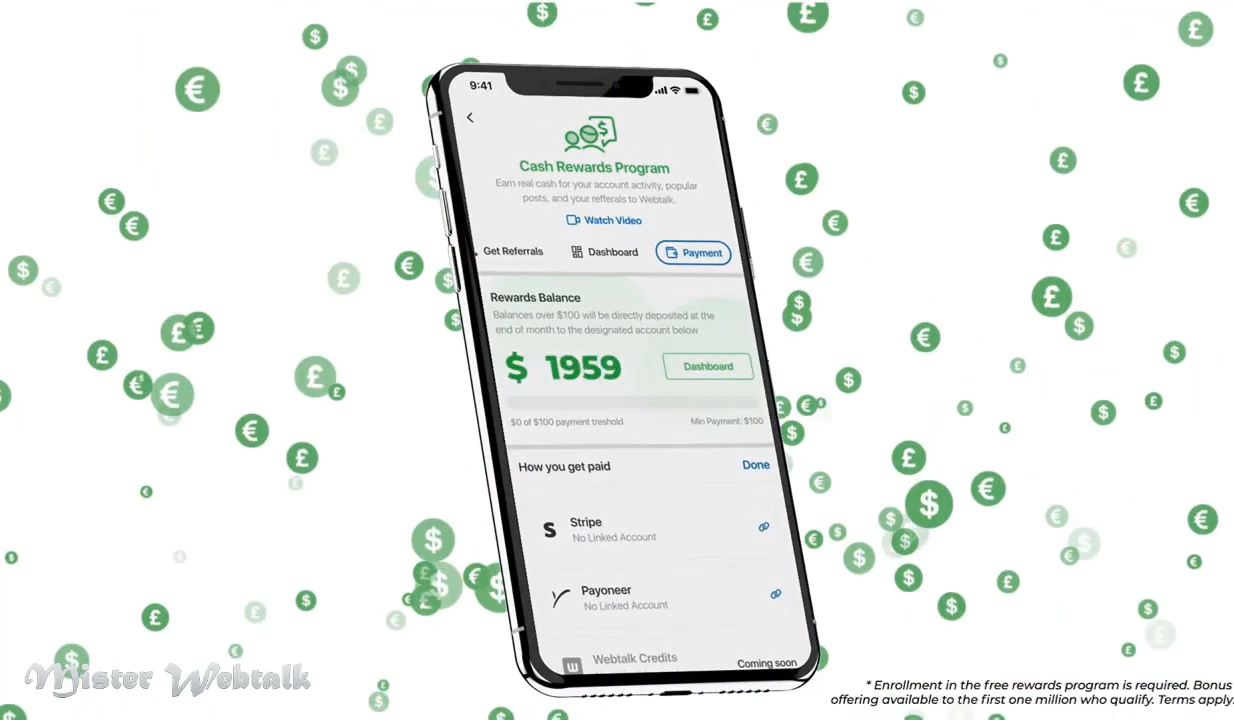 9:41
Cash Rewards Program
Earn real cash for your account activity, popular
posts, and your refferals to Webtalk.
Watch Video
Get Referrals
Dashboard
Payment
Rewards Balance
Balances over $100 will be directly deposited at the
end of month to the designated account below
$ 1959
Dashboard
$0 of $100 payment treshold
Min Payment: $100
How you get paid
Done
S
Stripe
No Linked Account
Payoneer
No Linked Account
W
Webtalk Credits
Coming soon
Mister Webtalk
* Enrollment in the free rewards program is required. Bonus
offering available to the first one million who qualify. Terms apply.